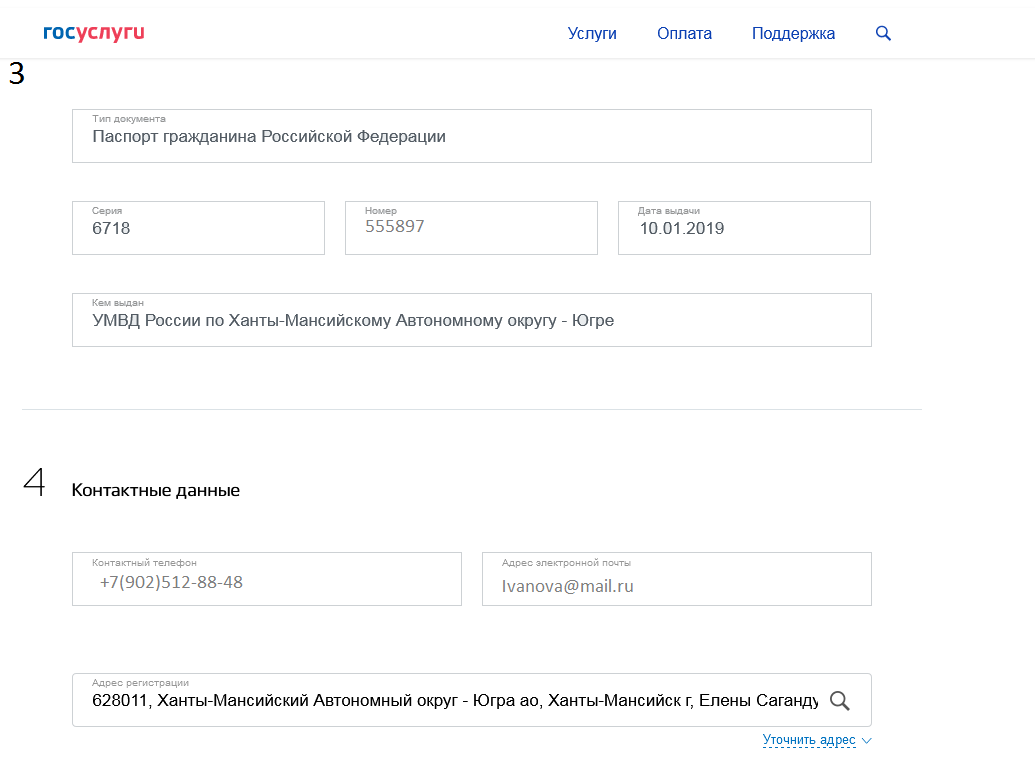 госуслуги Услуги Оплата Поддержка
3
Тип документа
Паспорт гражданина Российской Федерации
Серия Номер Дата выдачи
6718 555897 10.01.2019
Кем выдан
УМВД России по Ханты-Мансийскому Автономному округу - Югре
4 Контактные данные
Контактный телефон Адрес электронной почты
+7(902)512-88-48 Ivanova@mail.ru
Адрес регистрации
628011, Ханты-Мансийский Автономный округ - Югра ао, Ханты-Мансийск г, Елены Саганду
Уточнить адрес